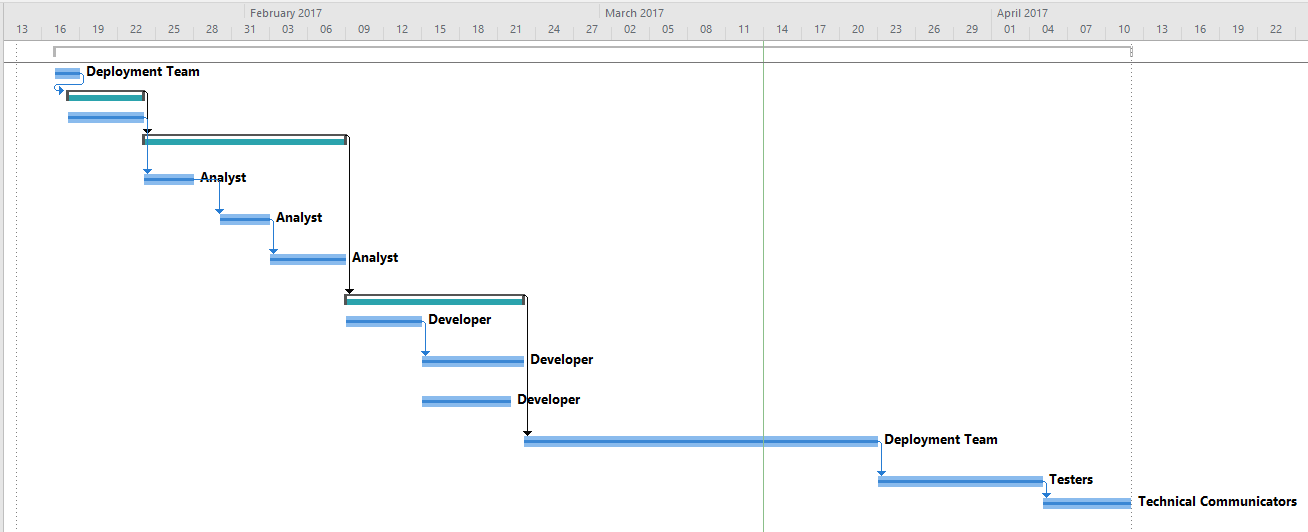 February 2017 March 2017 April 2017
13 16 19 22 25 28 31 03 06 09 12 15 18 21 24 27 02 05 08 11 14 17 20 23 26 29 01 04 07 10 13 16 19 22
Deployment Team
Analyst
Analyst
Analyst
Developer
Developer
Developer
Deployment Team
Testers
Technical Communicators